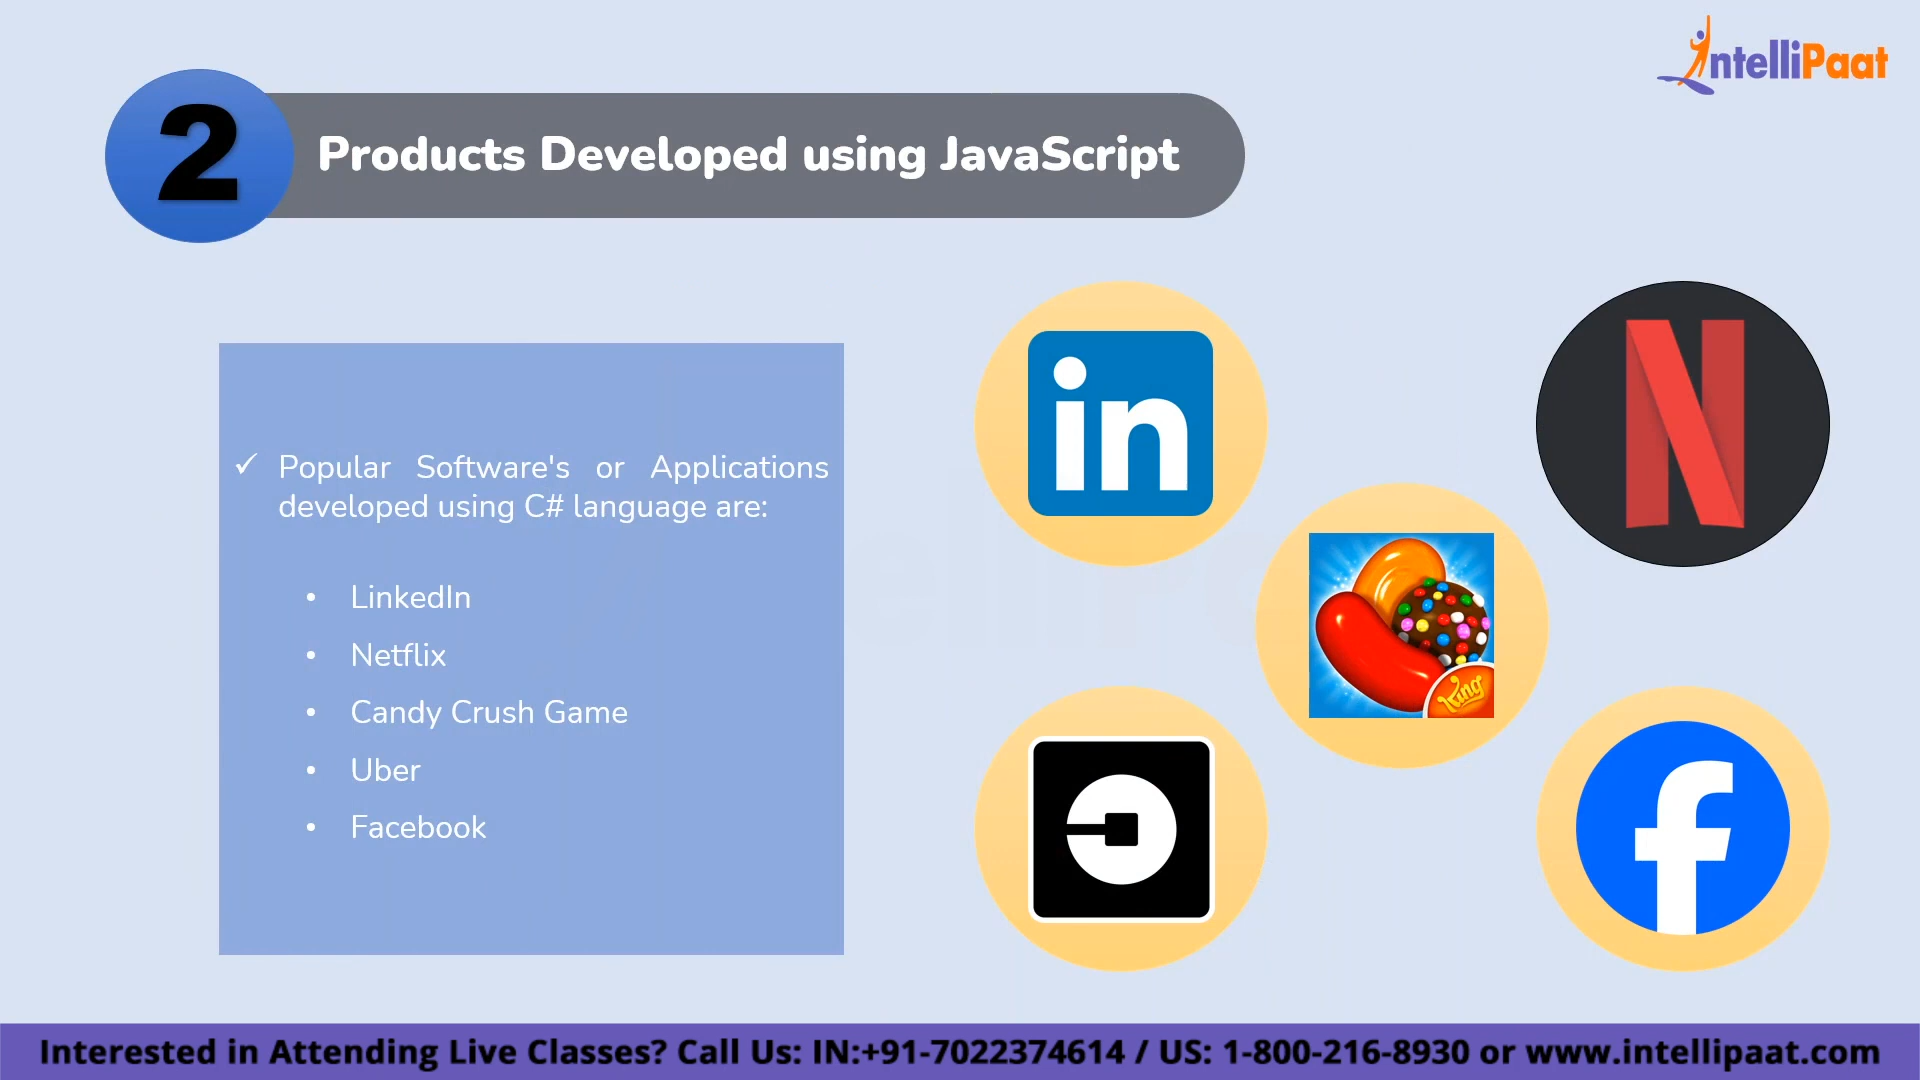 IntelliPaat
2
Products Developed using JavaScript
✓ Popular Software's or Applications
developed using C# language are:
• LinkedIn
• Netflix
• Candy Crush Game
• Uber
• Facebook
in
N
King
f
Interested in Attending Live Classes? Call Us: IN:+91-7022374614 / US: 1-800-216-8930 or www.intellipaat.com